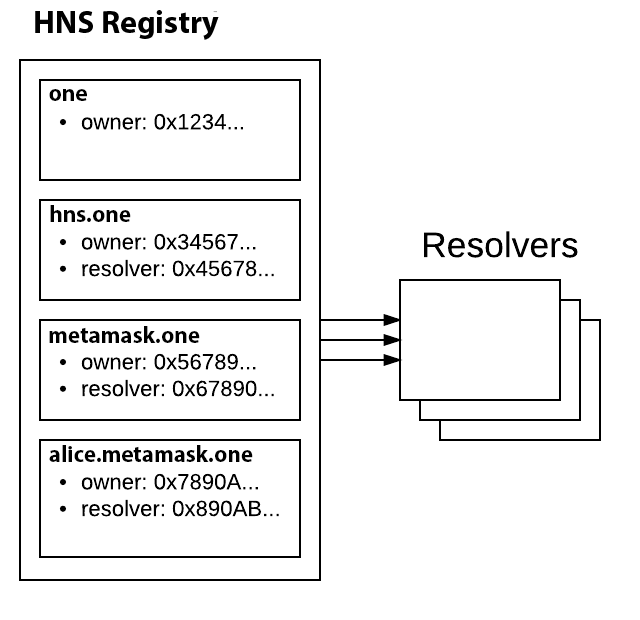 HNS Registry
one
• owner: 0x1234...
hns.one
• owner: 0x34567...
• resolver: 0x45678...
Resolvers
metamask.one
• owner: 0x56789...
• resolver: 0x67890...
alice.metamask.one
• owner: 0x7890A...
• resolver: 0x890AB...